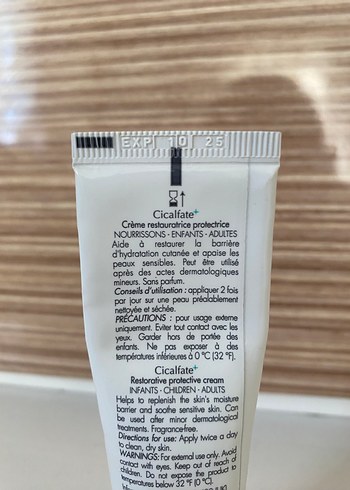 EXP 10 25
Cicalfate+
Crème restauratrice protectrice
NOURRISSONS - ENFANTS - ADULTES
Aide à restaurer la barrière
d'hydratation cutanée et apaise les
peaux sensibles. Peut être utilisé
après des actes dermatologiques
mineurs. Sans parfum.
Conseils d'utilisation : appliquer 2 fois
par jour sur une peau préalablement
nettoyée et séchée.
PRÉCAUTIONS : pour usage externe
uniquement. Eviter tout contact avec les
yeux. Garder hors de portée des
enfants. Ne pas exposer à des
températures inférieures à 0 °C (32 °F).
Cicalfate+
Restorative protective cream
INFANTS - CHILDREN - ADULTS
Helps to replenish the skin's moisture
barrier and soothe sensitive skin. Can
be used after minor dermatological
treatments. Fragrance-free.
Directions for use: Apply twice a day
to clean, dry skin.
WARNINGS: For external use only. Avoid
contact with eyes. Keep out of reach of
children. Do not expose the product to
temperatures below 32 °F (0 °C).